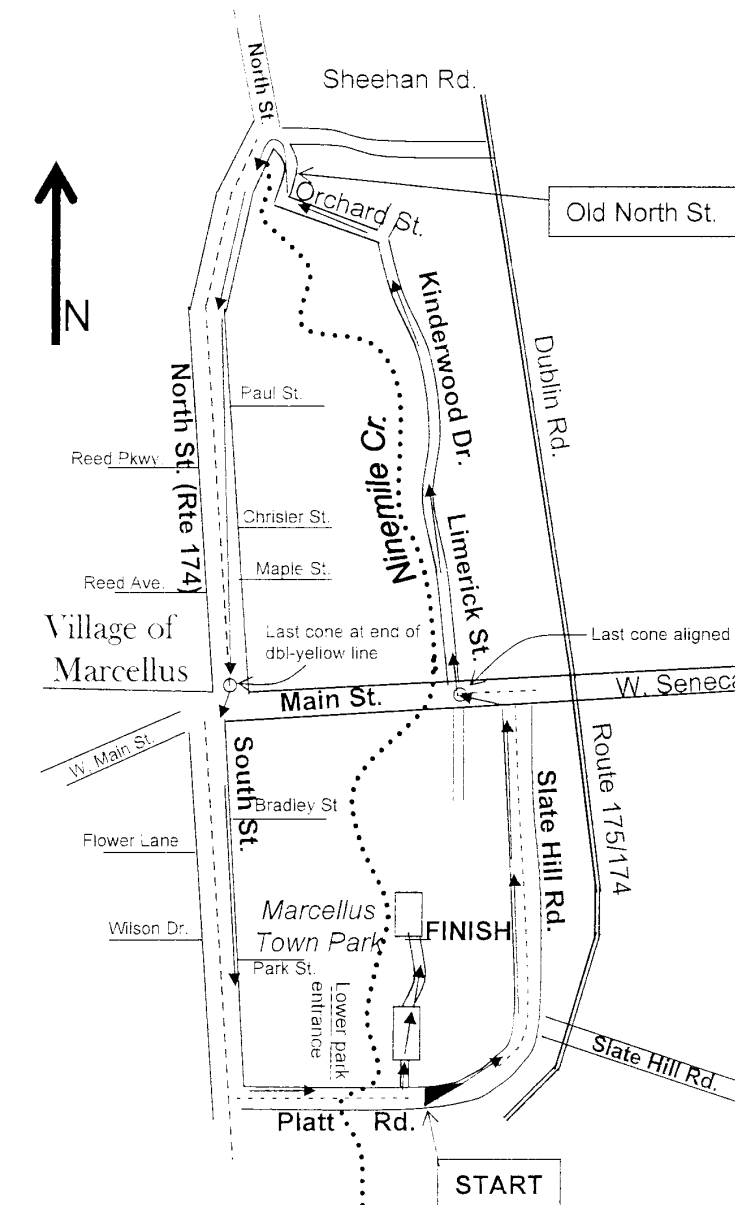 North St.
Sheehan Rd.
Old North St.
Orchard St.
N
Kinderwood Dr.
Dublin Rd.
North St. (Rte 174)
Paul St.
Reed Pkwy
Ninemile Cr.
Chrisler St.
Limerick St.
Maple St.
Reed Ave.
Village of
Marcellus
Last cone at end of
dbl-yellow line
Last cone aligned
Main St.
W. Seneca
W. Main St.
South St.
Route 175/174
Slate Hill Rd.
Bradley St
Flower Lane
Marcellus
Town Park
FINISH
Wilson Dr.
Park St.
Lower park
entrance
Slate Hill Rd.
Platt Rd.
START